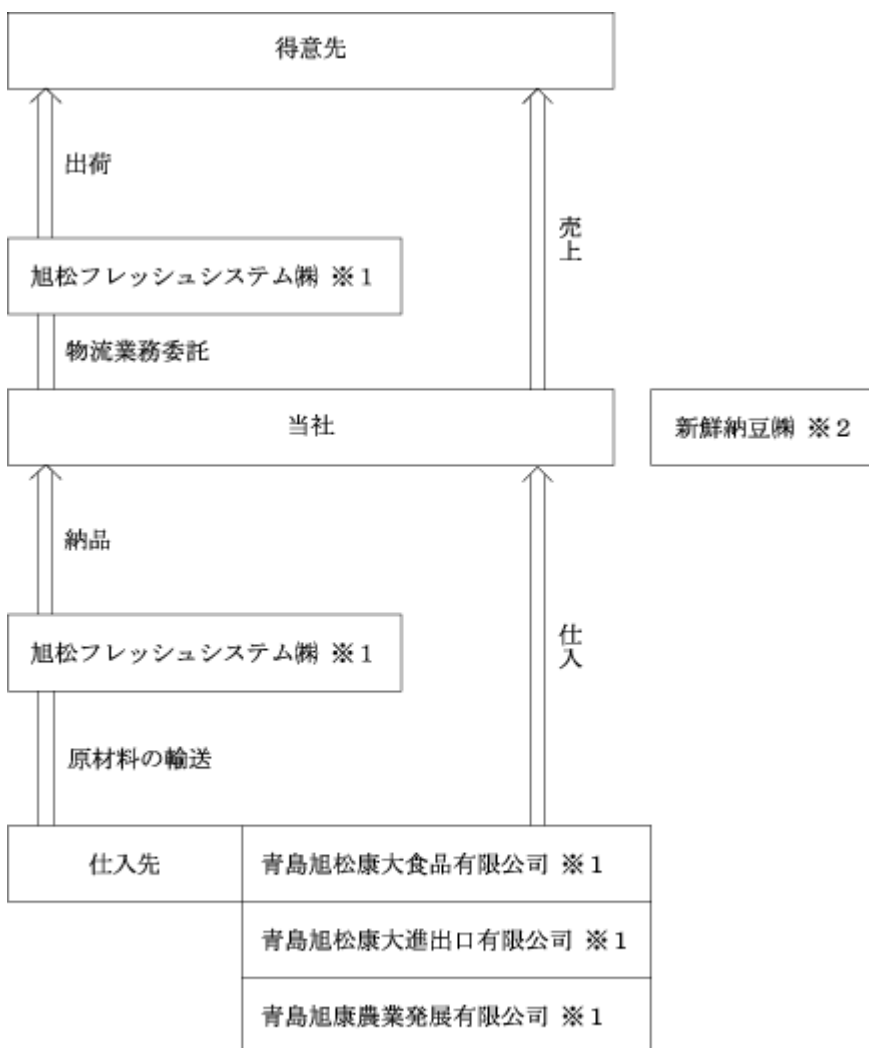 得意先
出荷
売上
旭松フレッシュシステム㈱ ※1
物流業務委託
当社
新鮮納豆㈱ ※2
納品
旭松フレッシュシステム㈱ ※1
仕入
原材料の輸送
仕入先
青島旭松康大食品有限公司 ※1
青島旭松康大進出口有限公司 ※1
青島旭康農業発展有限公司 ※1